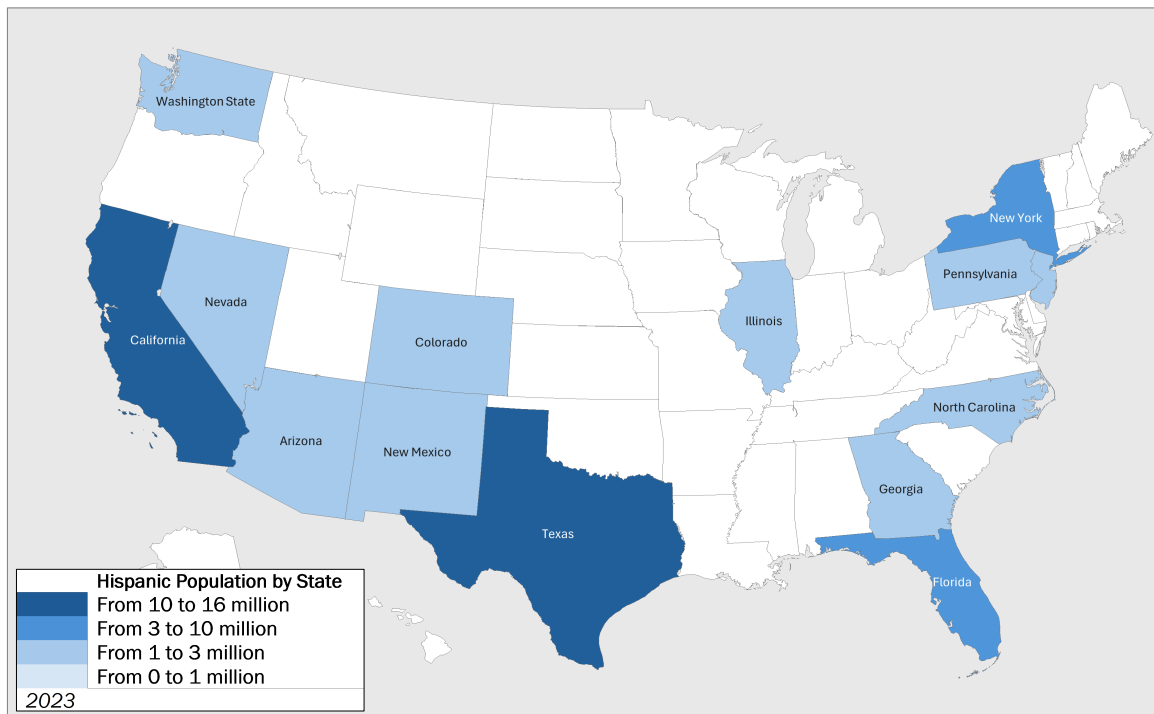 Washington State
New York
Pennsylvania
Nevada
Illinois
California
Colorado
North Carolina
Arizona
New Mexico
Georgia
Texas
Florida
Hispanic Population by State
From 10 to 16 million
From 3 to 10 million
From 1 to 3 million
From 0 to 1 million
2023